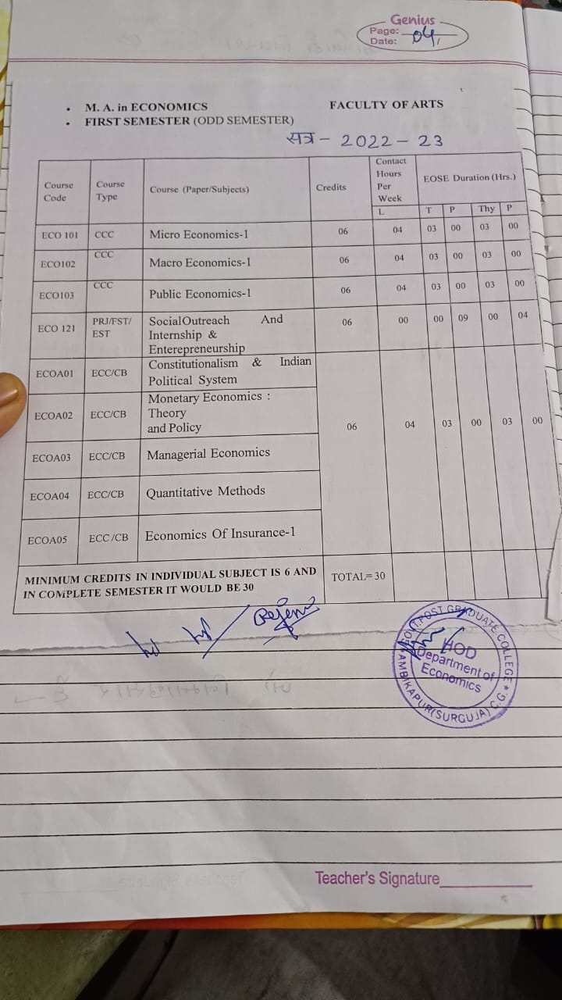 Genius
Page: 04
Date:
• M. A. in ECONOMICS FACULTY OF ARTS
• FIRST SEMESTER (ODD SEMESTER)
सत्र - 2022 - 23
Course Code Course Type Course (Paper/Subjects) Credits Contact Hours Per Week EOSE Duration (Hrs.)
L T P Thy P
ECO 101 CCC Micro Economics-1 06 04 03 00 03 00
ECO102 CCC Macro Economics-1 06 04 03 00 03 00
ECO103 CCC Public Economics-1 06 04 03 00 03 00
ECO 121 PRJ/FST/ SocialOutreach And 06 00 00 09 00 04
EST Internship &
Enterepreneurship
ECOA01 ECC/CB Constitutionalism & Indian
Political System
Monetary Economics :
ECOA02 ECC/CB Theory
and Policy 06 04 03 00 03 00
ECOA03 ECC/CB Managerial Economics
ECOA04 ECC/CB Quantitative Methods
ECOA05 ECC/CB Economics Of Insurance-1
MINIMUM CREDITS IN INDIVIDUAL SUBJECT IS 6 AND TOTAL=30
IN COMPLETE SEMESTER IT WOULD BE 30
GOVT. POST GRADUATE COLLEGE
HOD
Department of
Economics
AMBIKAPUR (SURGUJA) C.G.
Teacher's Signature